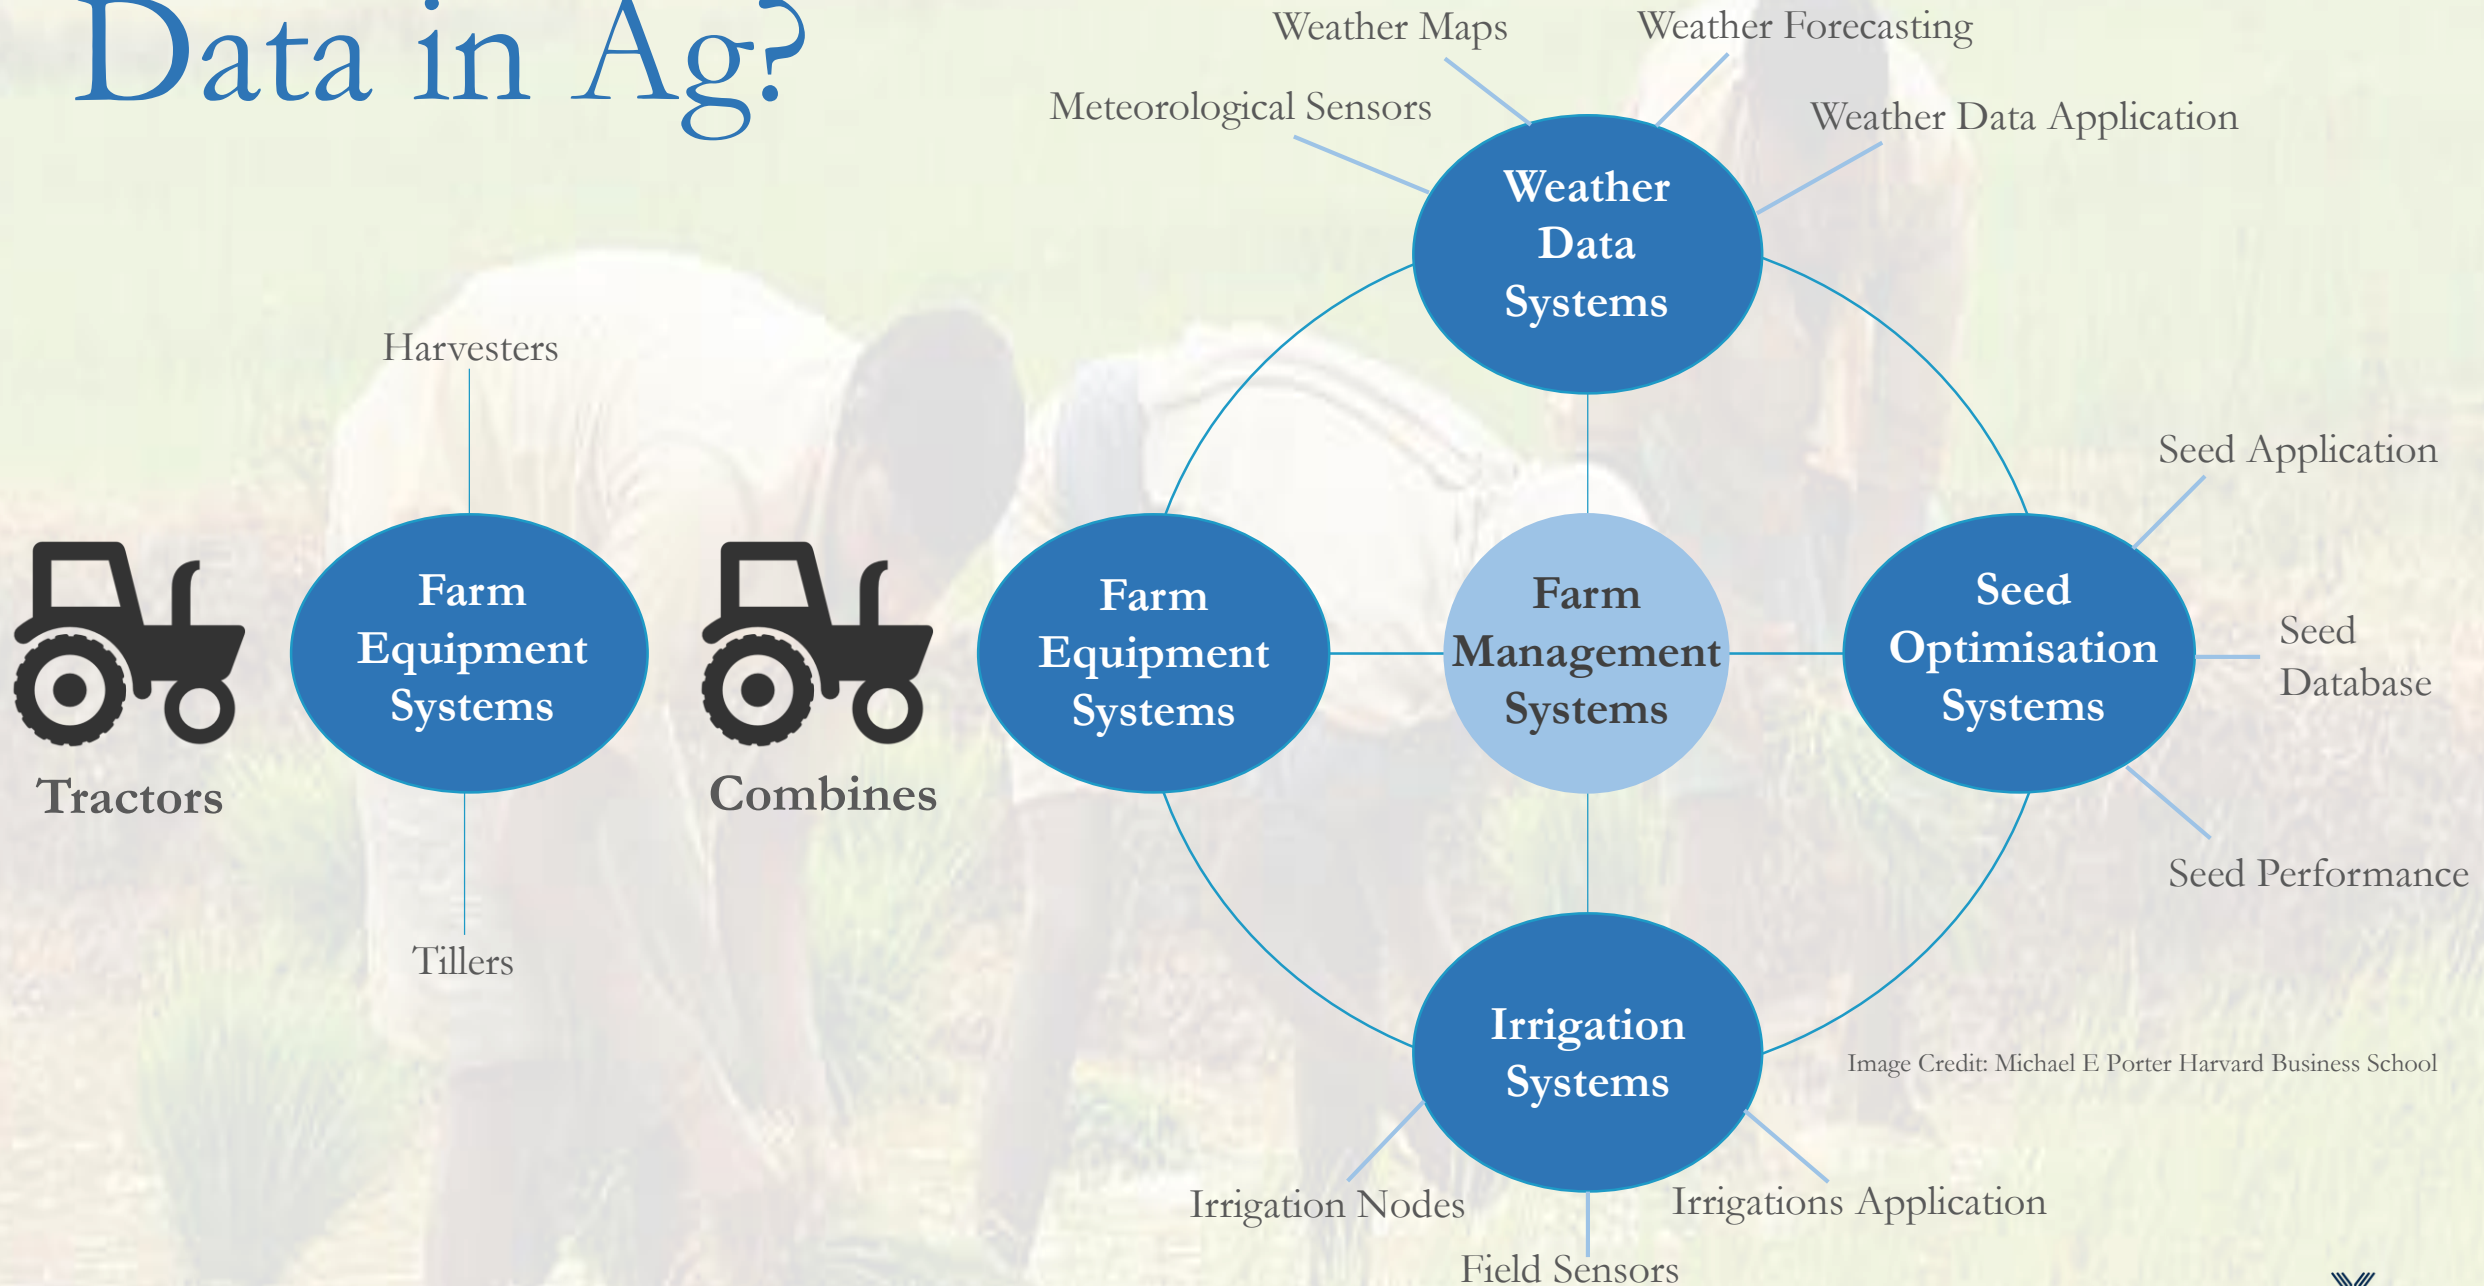 Data in Ag?
Weather Maps
Weather Forecasting
Meteorological Sensors
Weather Data Application
Weather
Data
Systems
Harvesters
Farm
Equipment
Systems
Tractors
Combines
Tillers
Farm
Equipment
Systems
Farm
Management
Systems
Seed
Optimisation
Systems
Seed Application
Seed
Database
Seed Performance
Irrigation
Systems
Image Credit: Michael E Porter Harvard Business School
Irrigation Nodes
Irrigations Application
Field Sensors